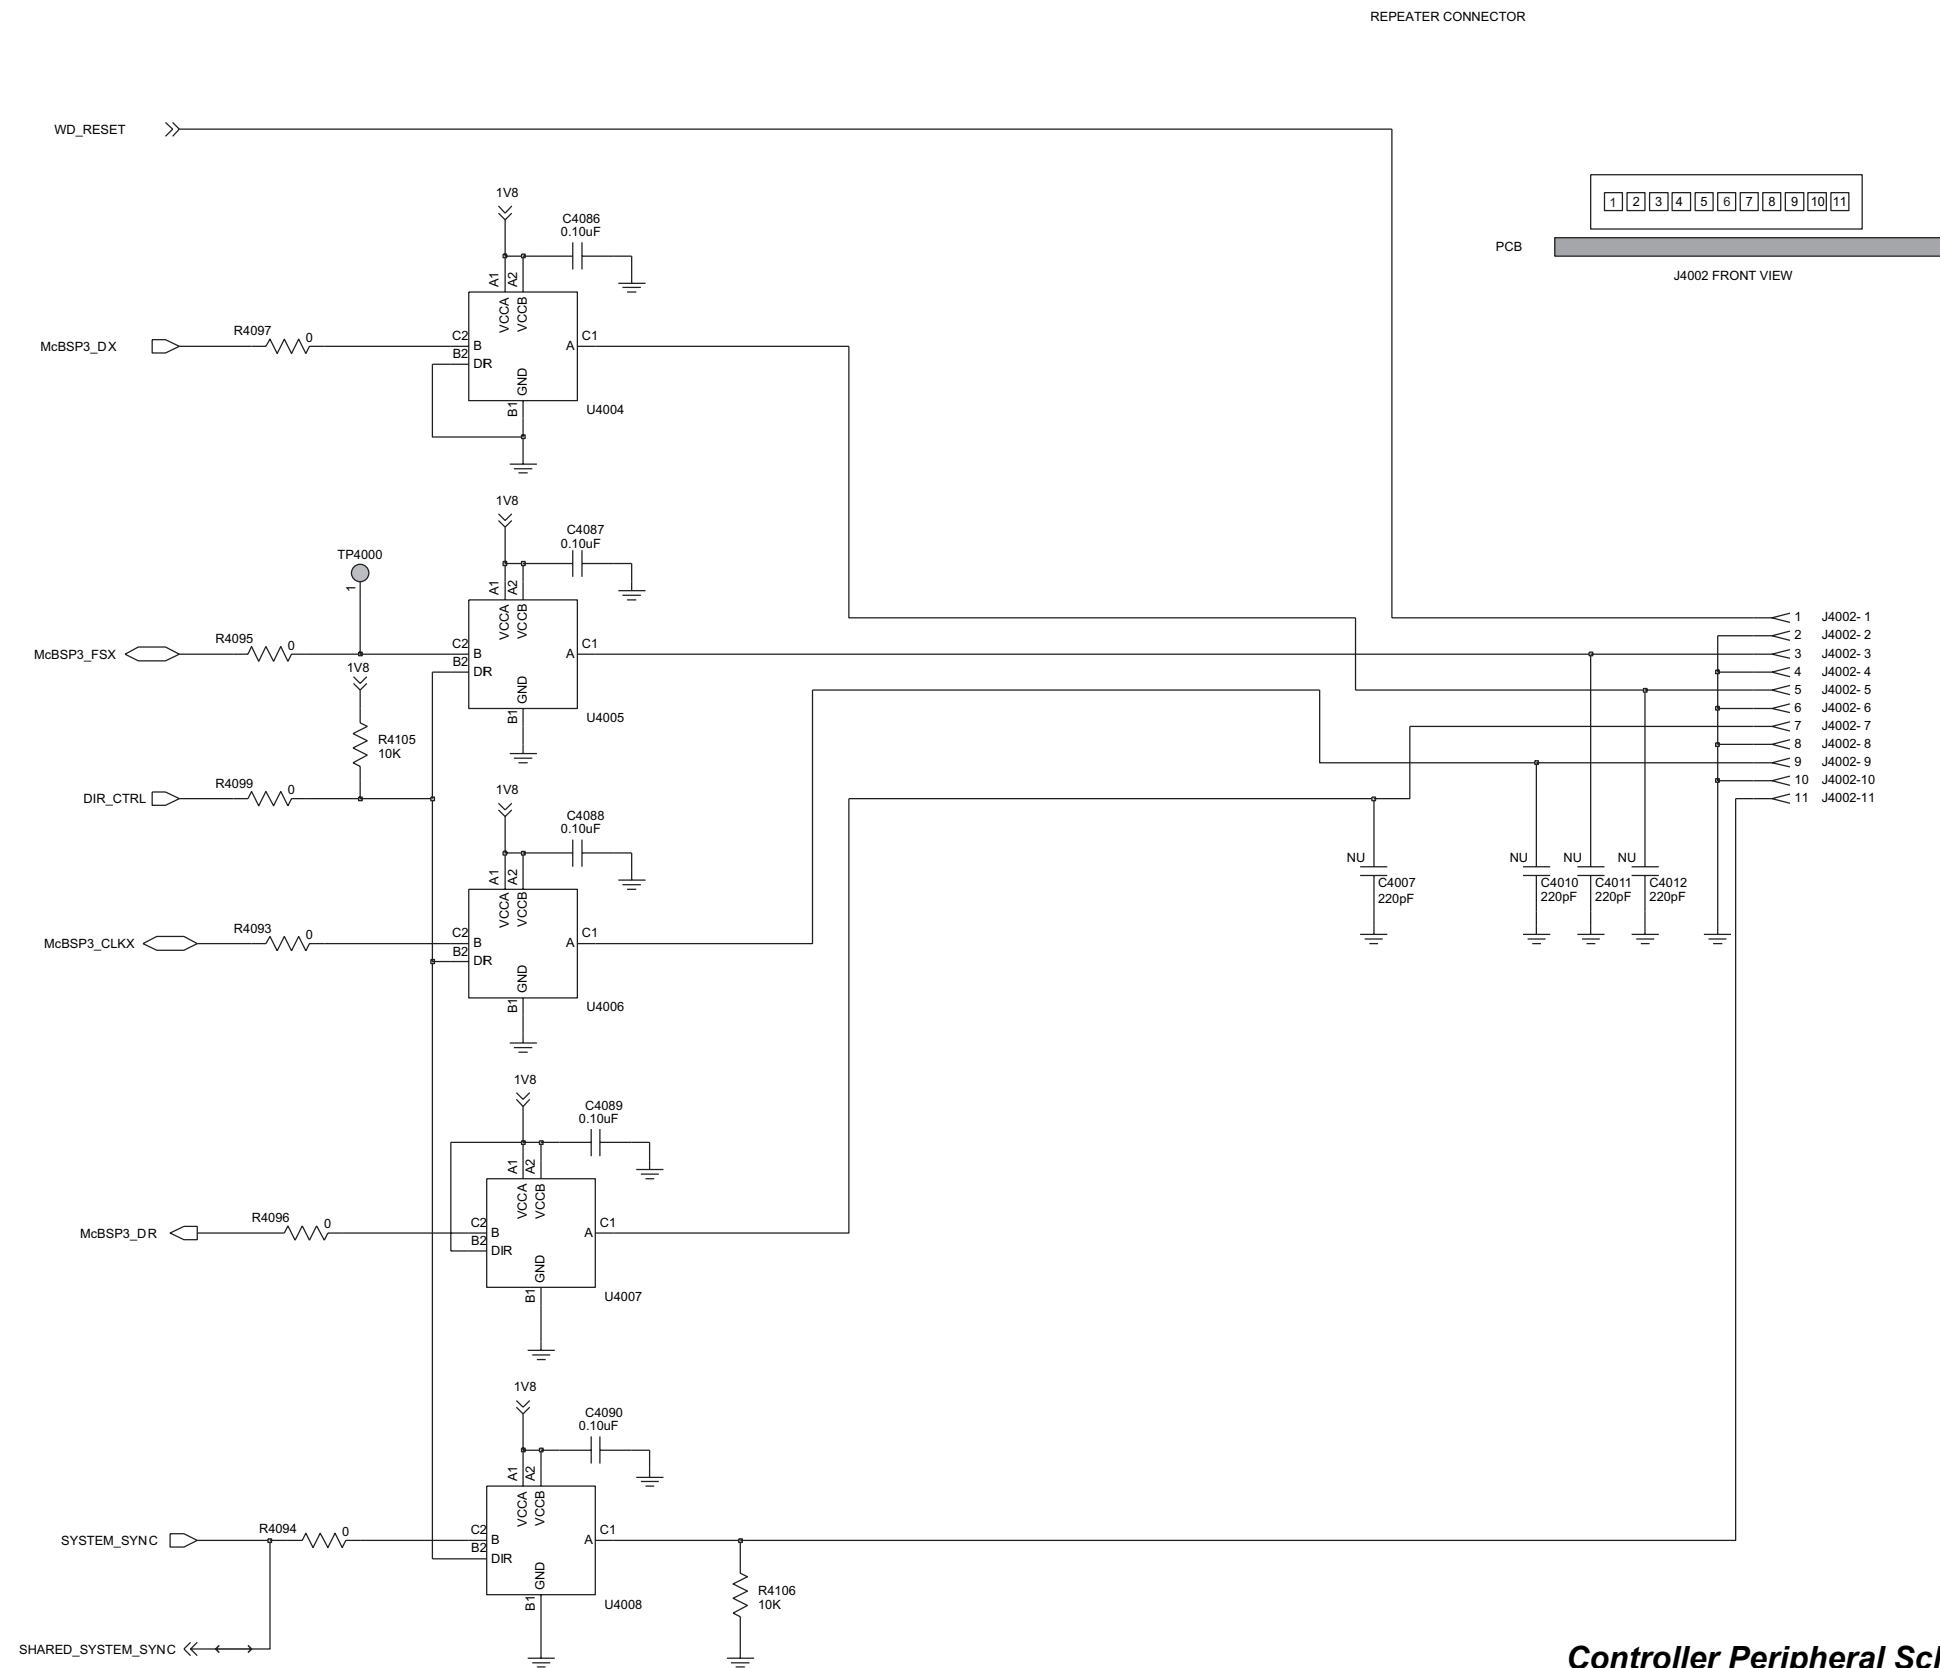 REPEATER CONNECTOR
WD_RESET
1 2 3 4 5 6 7 8 9 10 11
PCB
J4002 FRONT VIEW
1V8
C4086
0.10uF
A1
A2
VCCA
VCCB
McBSP3_DX
R4097
0
C2
B
B2
DIR
GND
A
C1
B1
U4004
1V8
C4087
0.10uF
TP4000
1
A1
A2
VCCA
VCCB
McBSP3_FSX
R4095
0
C2
B
B2
DIR
GND
A
C1
B1
U4005
1V8
R4105
10K
DIR_CTRL
R4099
0
1 J4002- 1
2 J4002- 2
3 J4002- 3
4 J4002- 4
5 J4002- 5
6 J4002- 6
7 J4002- 7
8 J4002- 8
9 J4002- 9
10 J4002-10
11 J4002-11
1V8
C4088
0.10uF
A1
A2
VCCA
VCCB
McBSP3_CLKX
R4093
0
C2
B
B2
DIR
GND
A
C1
B1
U4006
NU
C4007
220pF
NU
C4010
220pF
NU
C4011
220pF
NU
C4012
220pF
1V8
C4089
0.10uF
A1
A2
VCCA
VCCB
McBSP3_DR
R4096
0
C2
B
B2
DIR
GND
A
C1
B1
U4007
1V8
C4090
0.10uF
A1
A2
VCCA
VCCB
SYSTEM_SYNC
R4094
0
C2
B
B2
DIR
GND
A
C1
B1
U4008
R4106
10K
SHARED_SYSTEM_SYNC
Controller Peripheral Scl